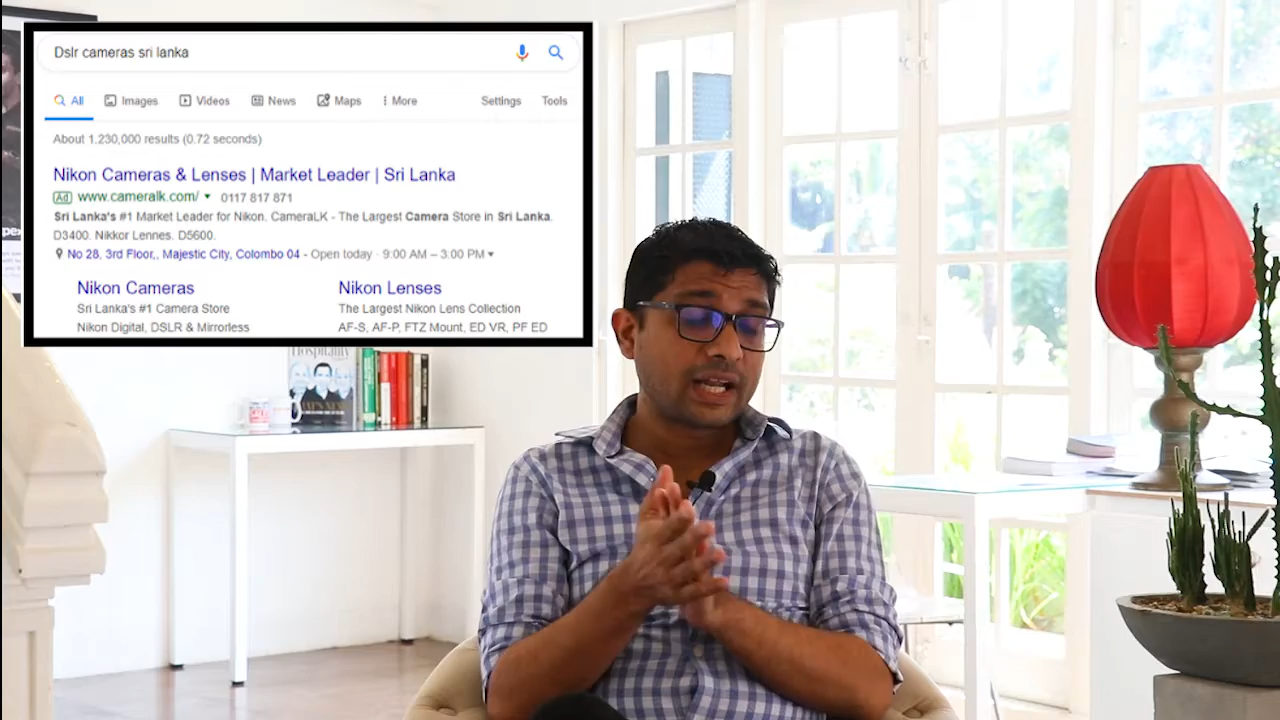 Dslr cameras sri lanka
All Images Videos News Maps More Settings Tools
About 1,230,000 results (0.72 seconds)
Nikon Cameras & Lenses | Market Leader | Sri Lanka
Ad www.cameralk.com/ 0117 817 871
Sri Lanka's #1 Market Leader for Nikon. CameraLK - The Largest Camera Store in Sri Lanka.
D3400. Nikkor Lennes. D5600.
No 28, 3rd Floor,, Majestic City, Colombo 04 - Open today · 9:00 AM – 3:00 PM
Nikon Cameras
Sri Lanka's #1 Camera Store
Nikon Digital, DSLR & Mirrorless
Nikon Lenses
The Largest Nikon Lens Collection
AF-S, AF-P, FTZ Mount, ED VR, PF ED
Hospitality